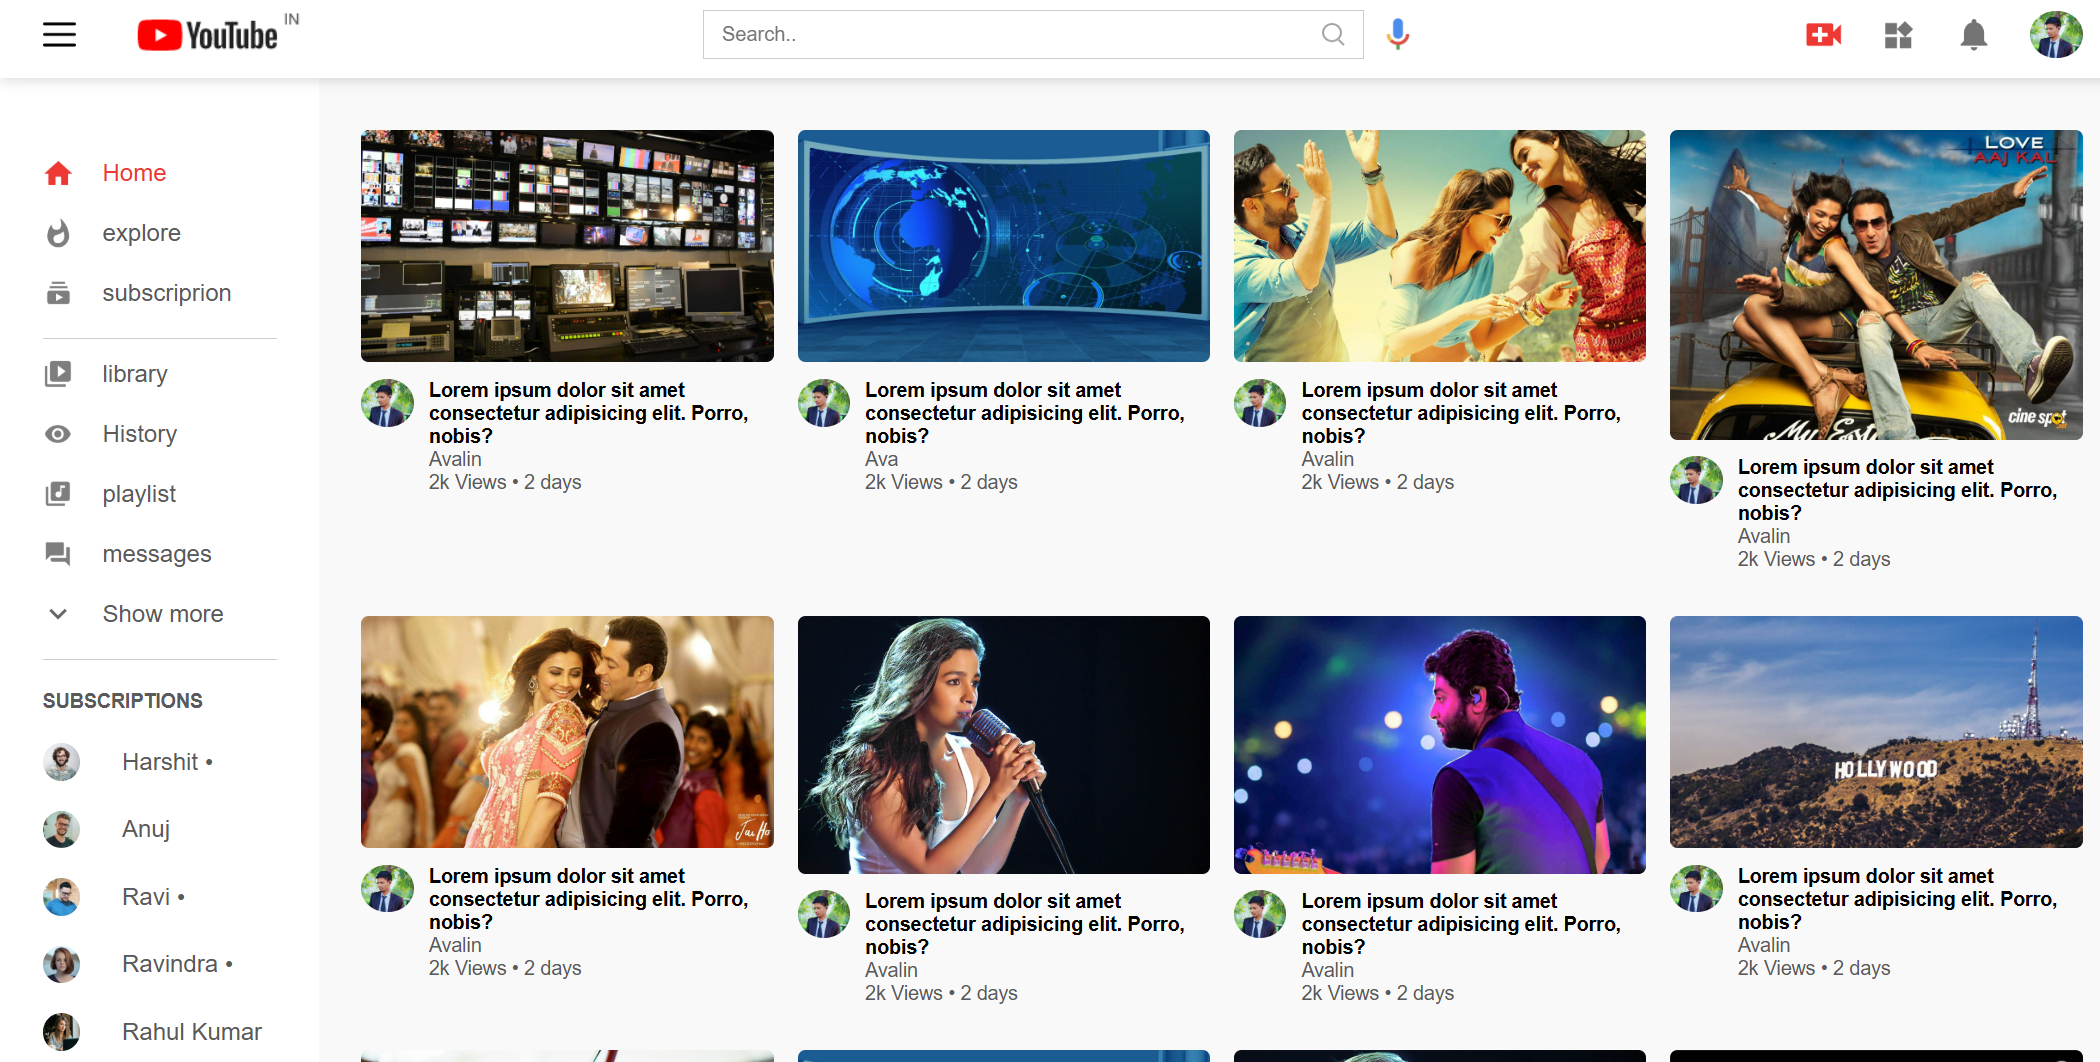 YouTube IN
Search..
Home
explore
subscriprion
library
History
playlist
messages
Show more
SUBSCRIPTIONS
Harshit •
Anuj
Ravi •
Ravindra •
Rahul Kumar
Lorem ipsum dolor sit amet
consectetur adipisicing elit. Porro,
nobis?
Avalin
2k Views • 2 days
Lorem ipsum dolor sit amet
consectetur adipisicing elit. Porro,
nobis?
Ava
2k Views • 2 days
Lorem ipsum dolor sit amet
consectetur adipisicing elit. Porro,
nobis?
Avalin
2k Views • 2 days
LOVE
AAJ KAL
cine spot
Lorem ipsum dolor sit amet
consectetur adipisicing elit. Porro,
nobis?
Avalin
2k Views • 2 days
Jai Ho
Lorem ipsum dolor sit amet
consectetur adipisicing elit. Porro,
nobis?
Avalin
2k Views • 2 days
Lorem ipsum dolor sit amet
consectetur adipisicing elit. Porro,
nobis?
Avalin
2k Views • 2 days
Lorem ipsum dolor sit amet
consectetur adipisicing elit. Porro,
nobis?
Avalin
2k Views • 2 days
HOLLYWOOD
Lorem ipsum dolor sit amet
consectetur adipisicing elit. Porro,
nobis?
Avalin
2k Views • 2 days